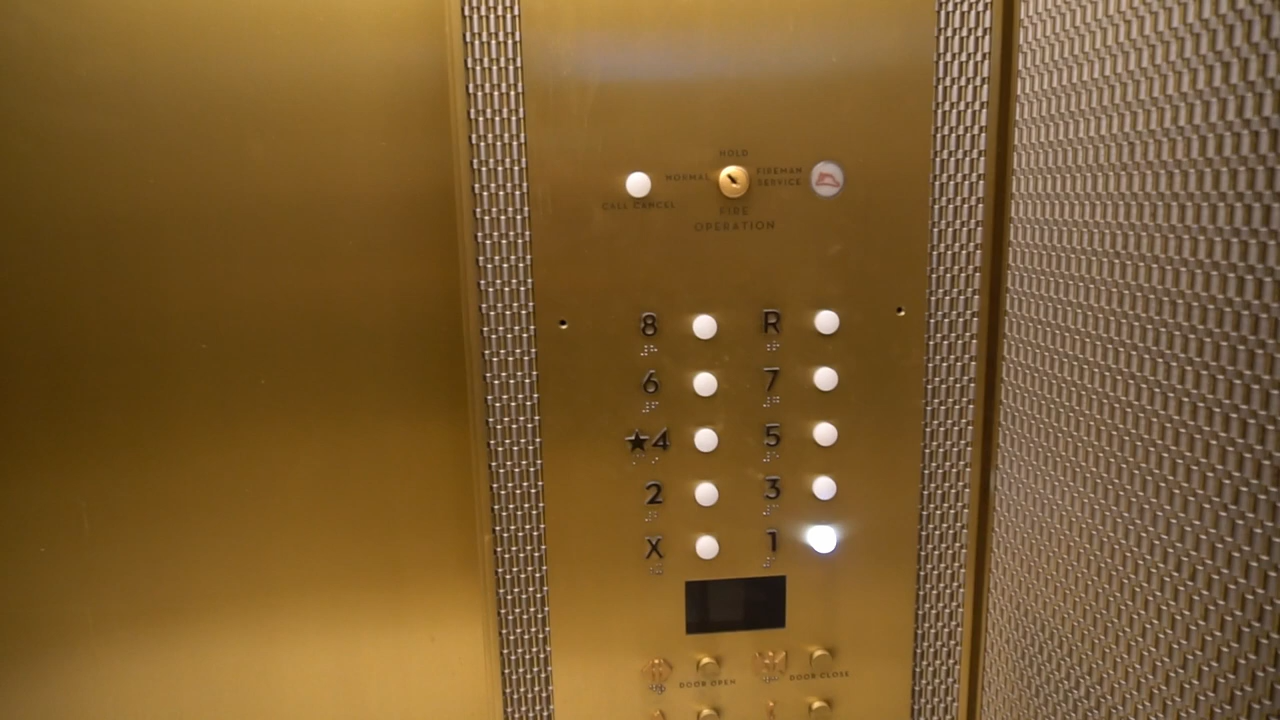 HOLD
NORMAL
FIREMAN
SERVICE
CALL CANCEL
FIRE
OPERATION
8 R
6 7
★4 5
2 3
X 1
DOOR OPEN DOOR CLOSE